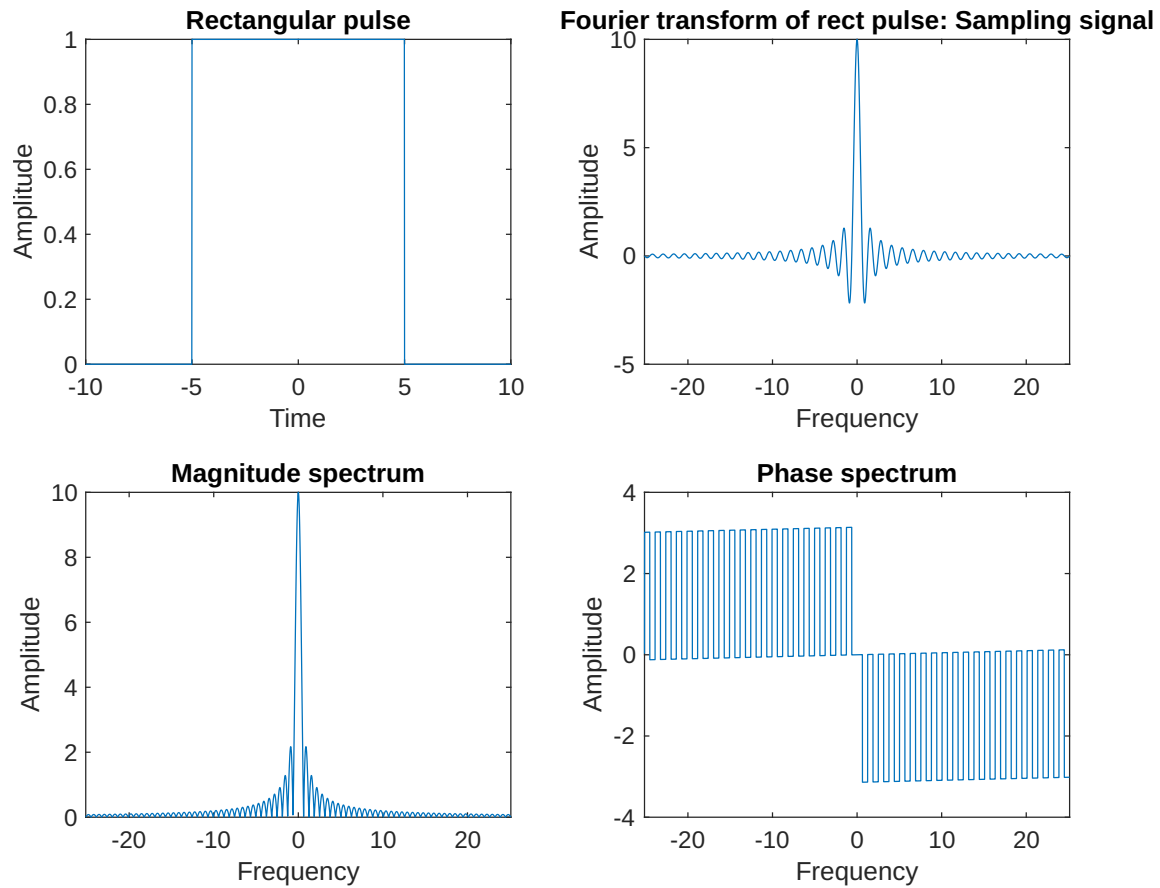 Rectangular pulse
1
0.8
0.6
0.4
0.2
0
Amplitude
-10 -5 0 5 10
Time
Fourier transform of rect pulse: Sampling signal
10
5
0
-5
Amplitude
-20 -10 0 10 20
Frequency
Magnitude spectrum
10
8
6
4
2
0
Amplitude
-20 -10 0 10 20
Frequency
Phase spectrum
4
2
0
-2
-4
Amplitude
-20 -10 0 10 20
Frequency